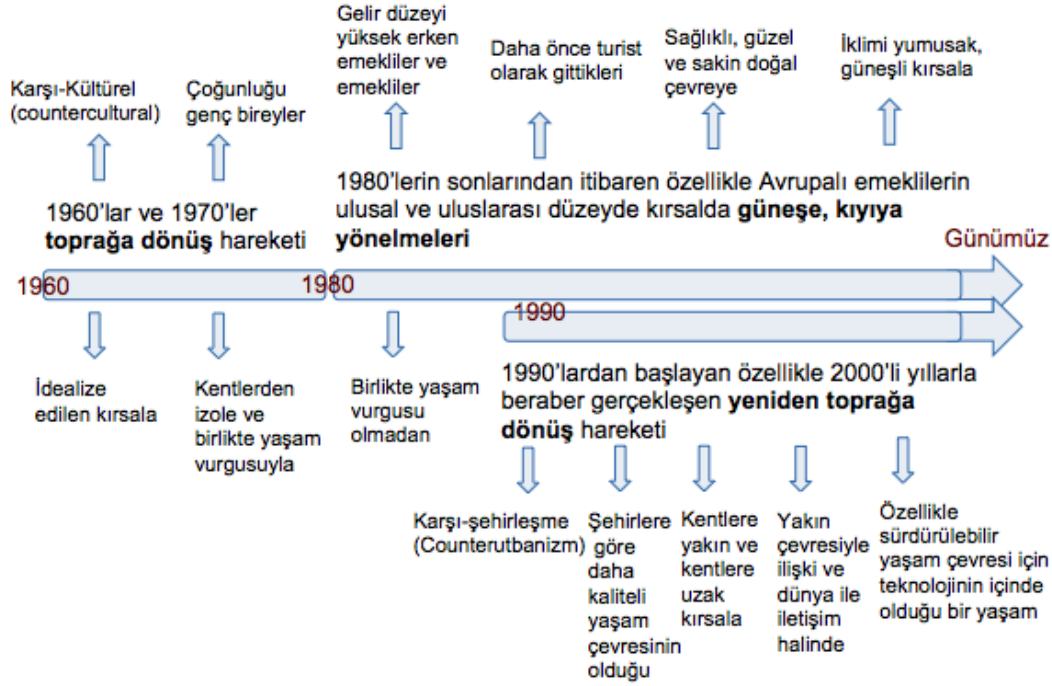 Karşı-Kültürel
(countercultural)
Çoğunluğu
genç bireyler
Gelir düzeyi
yüksek erken
emekliler ve
emekliler
Daha önce turist
olarak gittikleri
Sağlıklı, güzel
ve sakin doğal
çevreye
İklimi yumusak,
güneşli kırsala
1960'lar ve 1970'ler
toprağa dönüş hareketi
1980'lerin sonlarından itibaren özellikle Avrupalı emeklilerin
ulusal ve uluslarası düzeyde kırsalda güneşe, kıyıya
yönelmeleri
Günümüz
1960
1980
1990
İdealize
edilen kırsala
Kentlerden
izole ve
birlikte yaşam
vurgusuyla
Birlikte yaşam
vurgusu
olmadan
1990'lardan başlayan özellikle 2000'li yıllarla
beraber gerçekleşen yeniden toprağa
dönüş hareketi
Karşı-şehirleşme
(Counterutbanizm)
Şehirlere
göre
daha
kaliteli
yaşam
çevresinin
olduğu
Kentlere
yakın ve
kentlere
uzak
kırsala
Yakın
çevresiyle
ilişki ve
dünya ile
iletişim
halinde
Özellikle
sürdürülebilir
yaşam çevresi için
teknolojinin içinde
olduğu bir yaşam